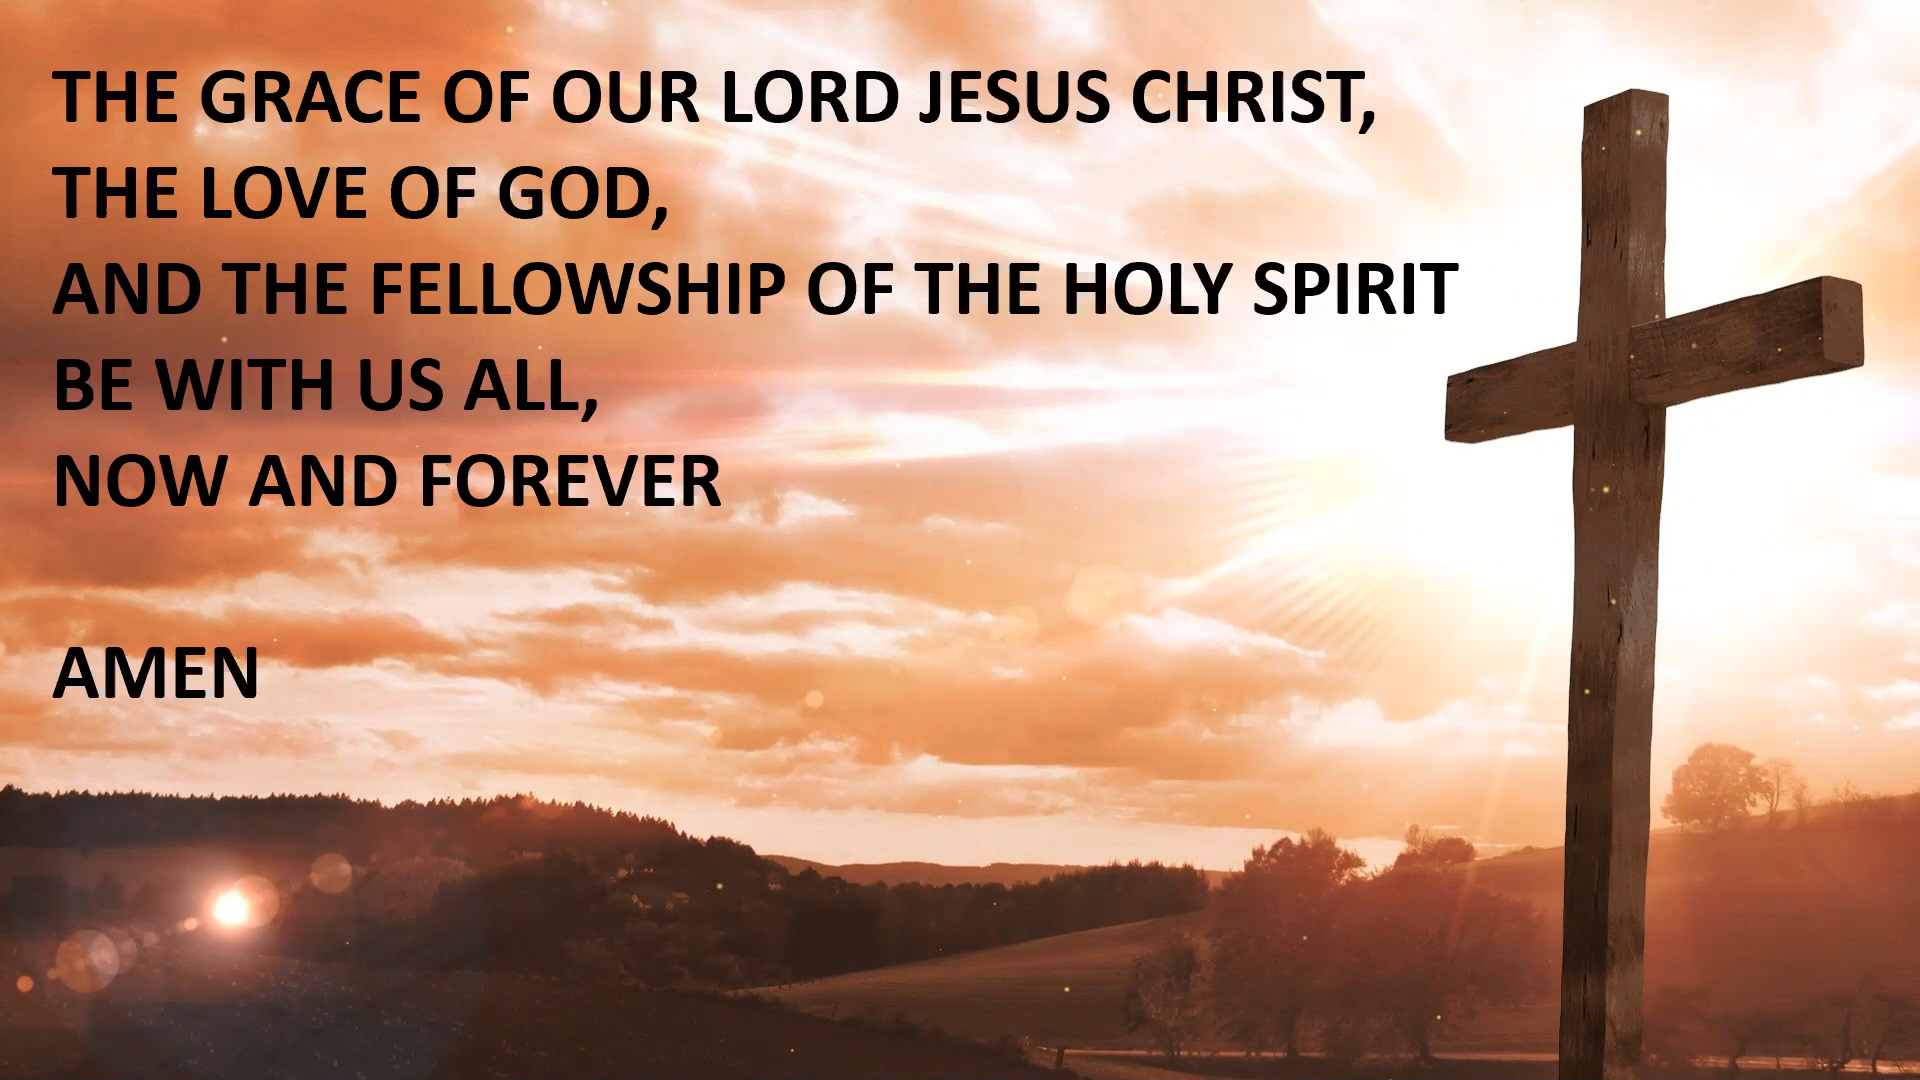 THE GRACE OF OUR LORD JESUS CHRIST,
THE LOVE OF GOD,
AND THE FELLOWSHIP OF THE HOLY SPIRIT
BE WITH US ALL,
NOW AND FOREVER
AMEN